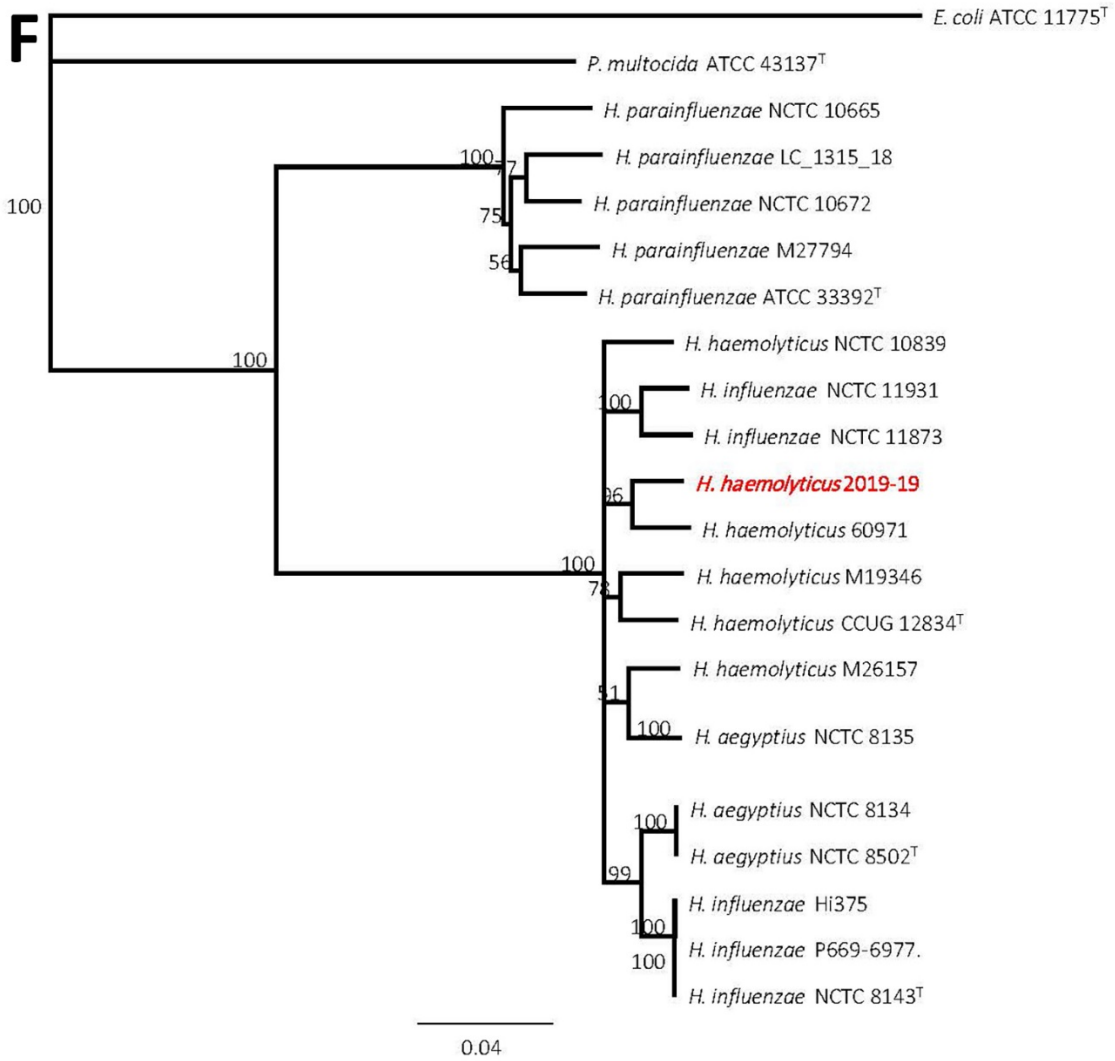 F
E. coli ATCC 11775ᵀ
P. multocida ATCC 43137ᵀ
H. parainfluenzae NCTC 10665
100
77
H. parainfluenzae LC_1315_18
H. parainfluenzae NCTC 10672
100
75
H. parainfluenzae M27794
56
H. parainfluenzae ATCC 33392ᵀ
H. haemolyticus NCTC 10839
100
H. influenzae NCTC 11931
100
H. influenzae NCTC 11873
H. haemolyticus 2019-19
96
H. haemolyticus 60971
100
H. haemolyticus M19346
78
H. haemolyticus CCUG 12834ᵀ
H. haemolyticus M26157
51
100
H. aegyptius NCTC 8135
H. aegyptius NCTC 8134
100
H. aegyptius NCTC 8502ᵀ
99
H. influenzae Hi375
100
H. influenzae P669-6977.
100
H. influenzae NCTC 8143ᵀ
0.04